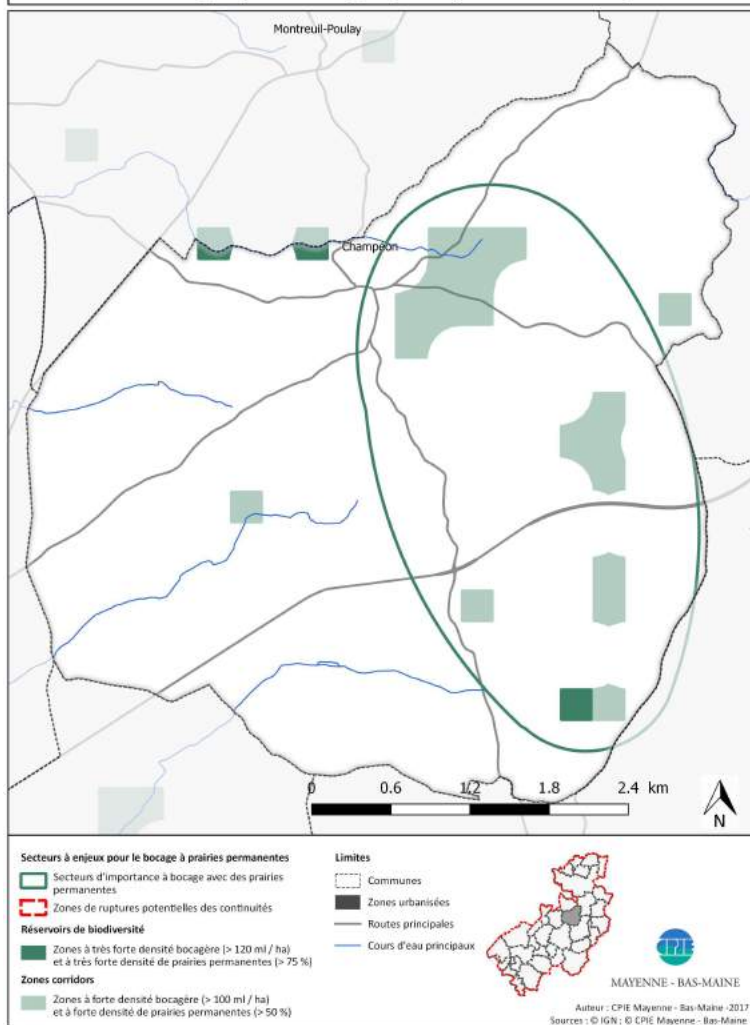 Montreuil-Poulay
Champéon
0 0.6 1.2 1.8 2.4 km
N
Secteurs à enjeux pour le bocage à prairies permanentes
Secteurs d'importance à bocage avec des prairies
permanentes
Zones de ruptures potentielles des continuités
Réservoirs de biodiversité
Zones à très forte densité bocagère (> 120 ml / ha)
et à très forte densité de prairies permanentes (> 75 %)
Zones corridors
Zones à forte densité bocagère (> 100 ml / ha)
et à forte densité de prairies permanentes (> 50 %)
Limites
Communes
Zones urbanisées
Routes principales
Cours d'eau principaux
CPIE
MAYENNE - BAS-MAINE
Auteur : CPIE Mayenne - Bas-Maine -2017
Sources : © IGN ; © CPIE Mayenne - Bas-Maine